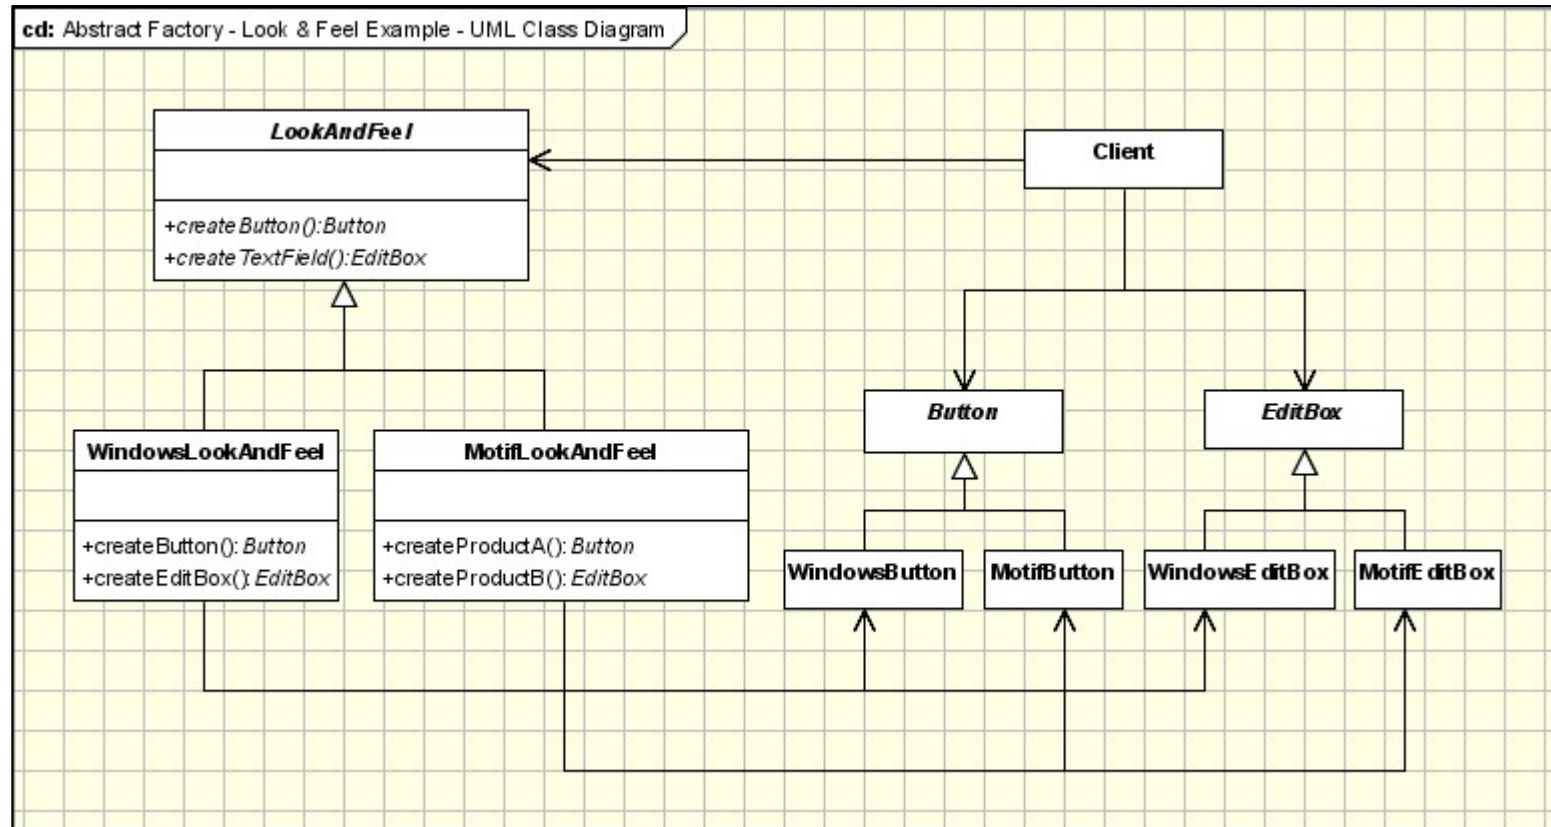 cd: Abstract Factory - Look & Feel Example - UML Class Diagram
LookAndFeel
+createButton():Button
+createTextField():EditBox
Client
Button
EditBox
WindowsLookAndFeel
+createButton(): Button
+createEditBox(): EditBox
MotifLookAndFeel
+createProductA(): Button
+createProductB(): EditBox
WindowsButton
MotifButton
WindowsEditBox
MotifEditBox